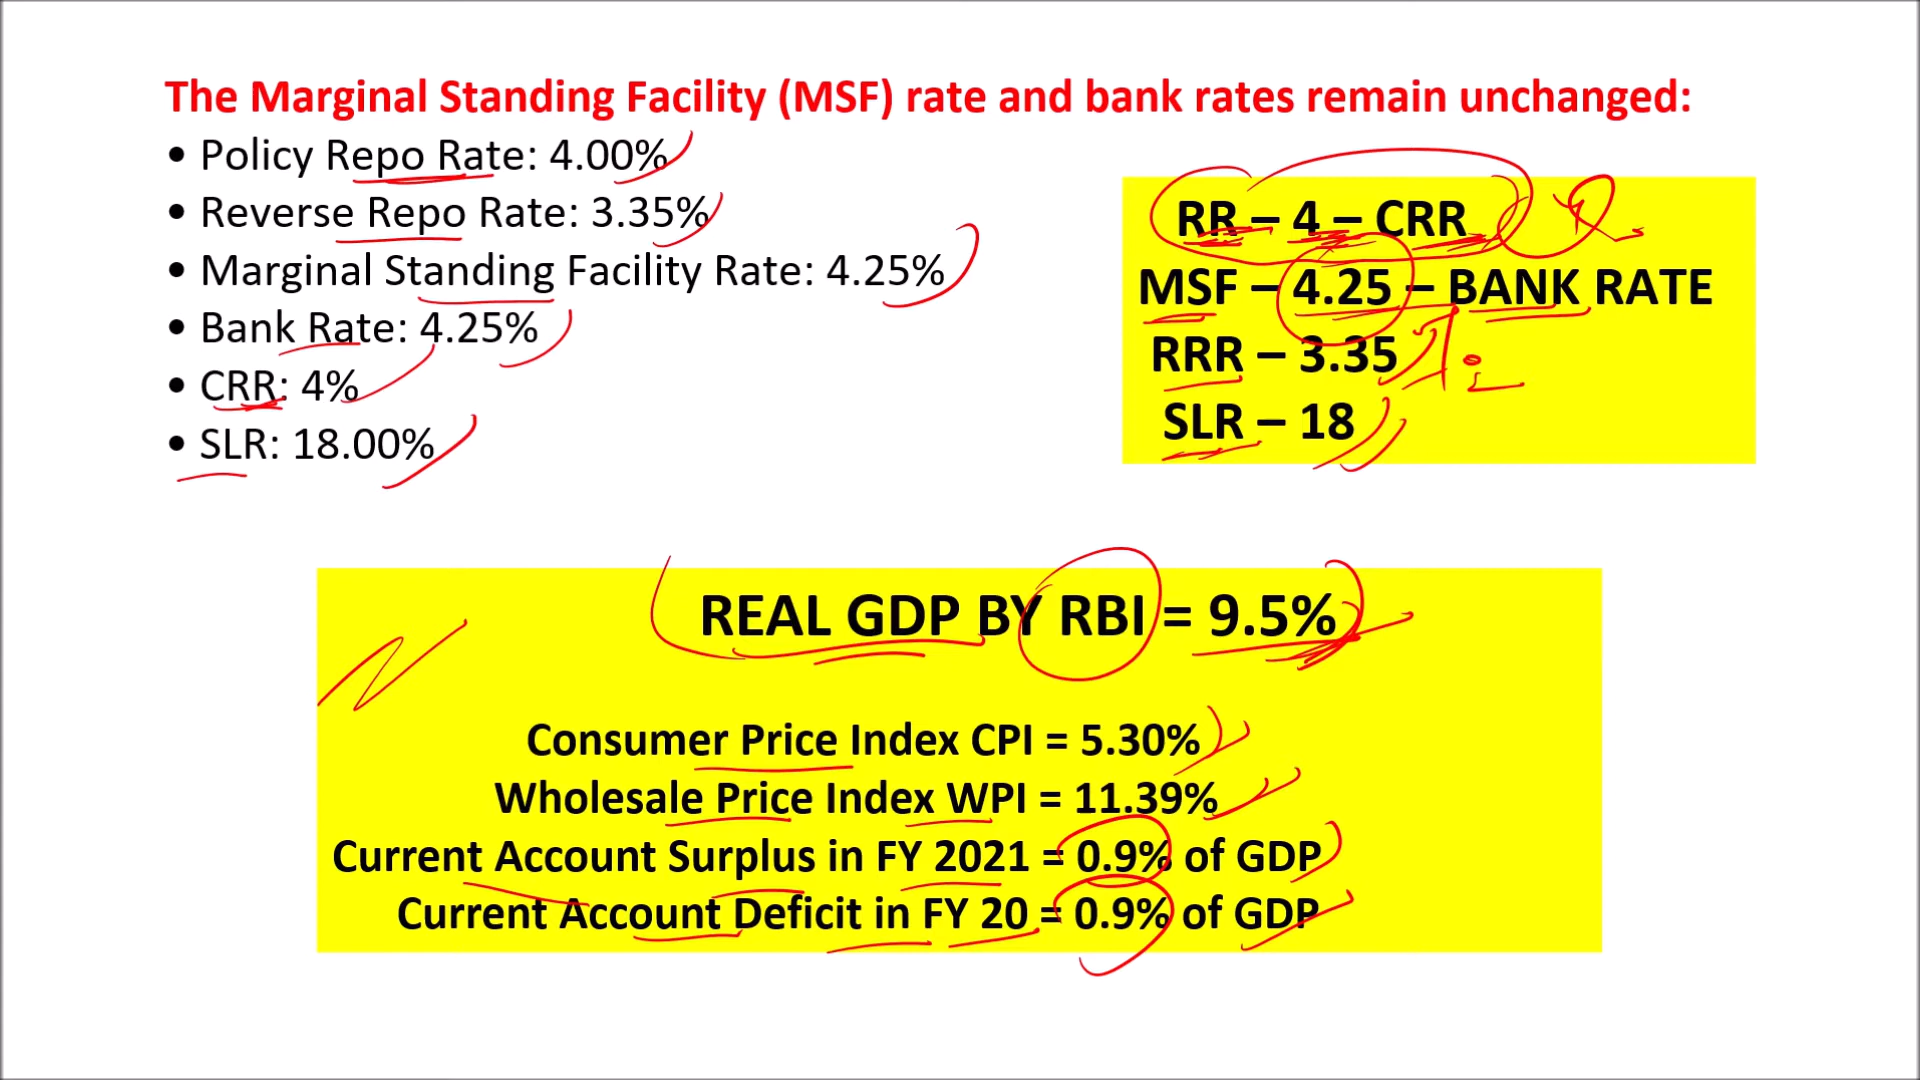 The Marginal Standing Facility (MSF) rate and bank rates remain unchanged:
• Policy Repo Rate: 4.00%
• Reverse Repo Rate: 3.35%
• Marginal Standing Facility Rate: 4.25%
• Bank Rate: 4.25%
• CRR: 4%
• SLR: 18.00%
RR – 4 – CRR
MSF – 4.25 – BANK RATE
RRR – 3.35
SLR – 18
REAL GDP BY RBI = 9.5%
Consumer Price Index CPI = 5.30%
Wholesale Price Index WPI = 11.39%
Current Account Surplus in FY 2021 = 0.9% of GDP
Current Account Deficit in FY 20 = 0.9% of GDP